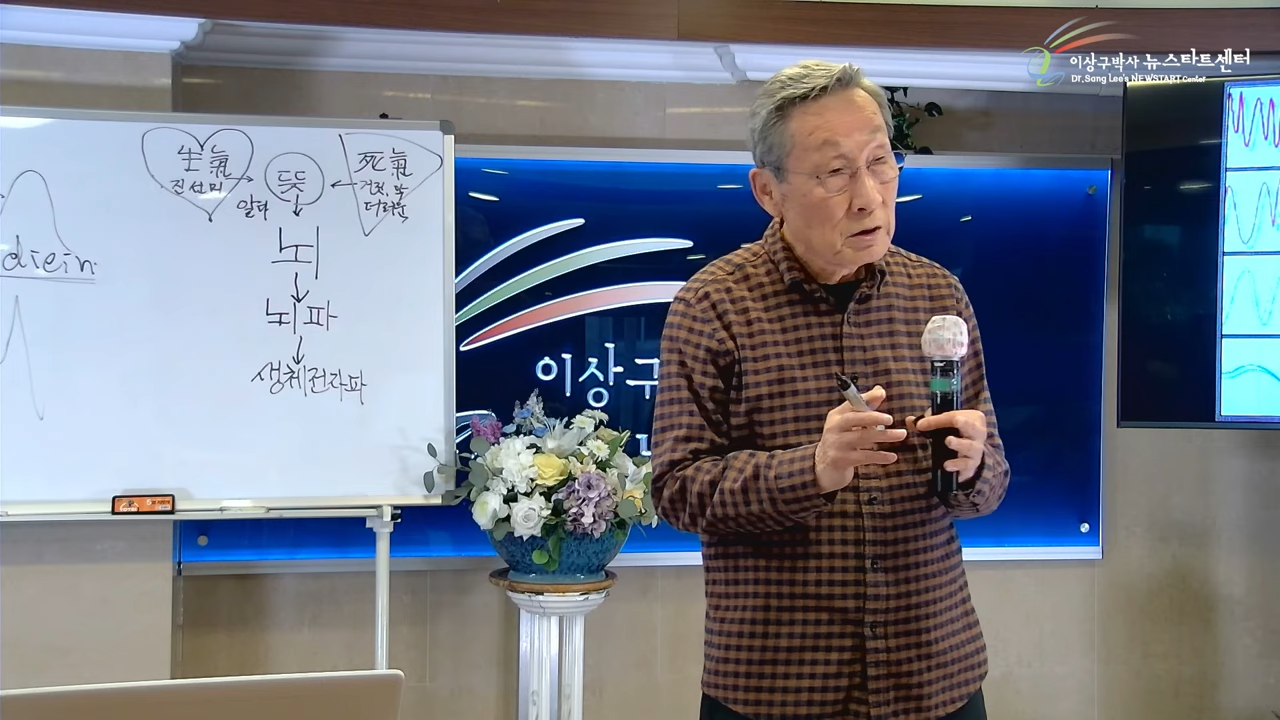 이상구박사 뉴스타트센터
Dr. Sang Lee's NEWSTART Center
生氣
진선미
뜻
死氣
거짓, 악
더러운
알다
뇌
뇌파
생체전자파
diein
이상구